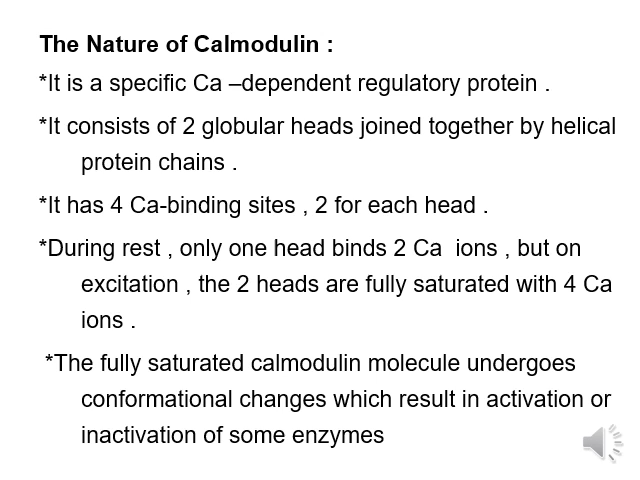 The Nature of Calmodulin :
*It is a specific Ca –dependent regulatory protein .
*It consists of 2 globular heads joined together by helical
protein chains .
*It has 4 Ca-binding sites , 2 for each head .
*During rest , only one head binds 2 Ca  ions , but on
excitation , the 2 heads are fully saturated with 4 Ca
ions .
*The fully saturated calmodulin molecule undergoes
conformational changes which result in activation or
inactivation of some enzymes